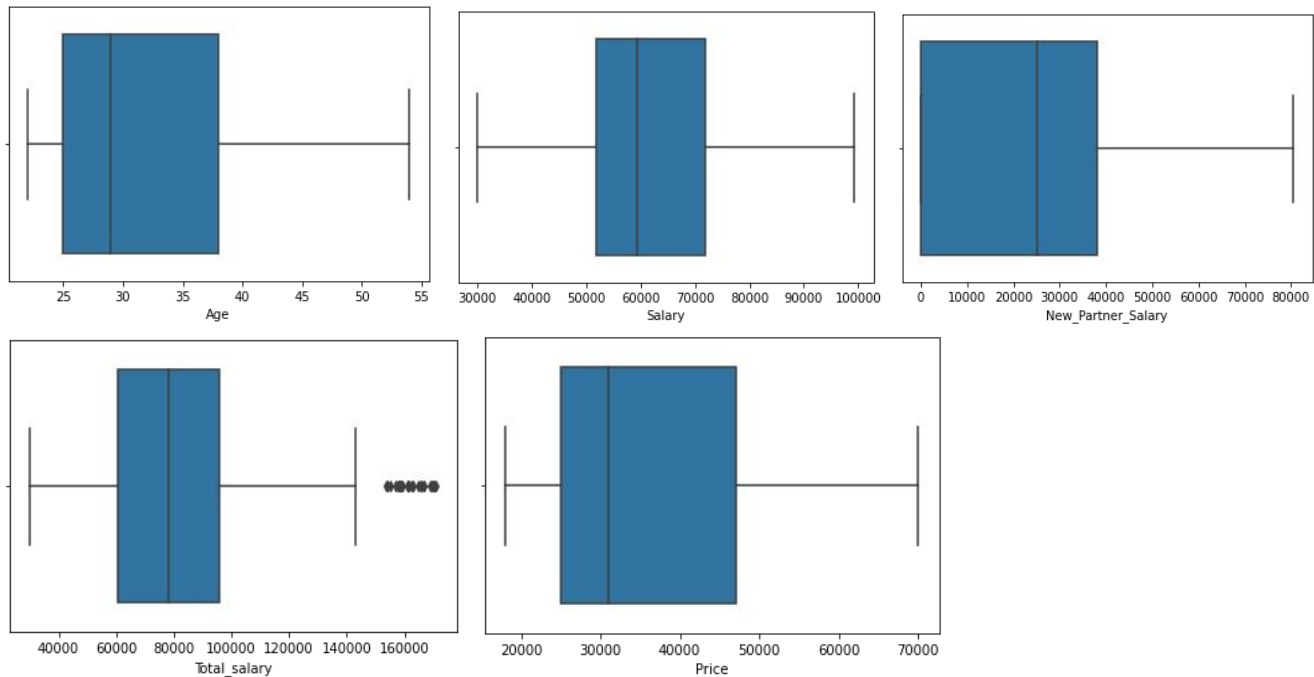 25 30 35 40 45 50 55
Age
30000 40000 50000 60000 70000 80000 90000 100000
Salary
0 10000 20000 30000 40000 50000 60000 70000 80000
New_Partner_Salary
40000 60000 80000 100000 120000 140000 160000
Total_salary
20000 30000 40000 50000 60000 70000
Price